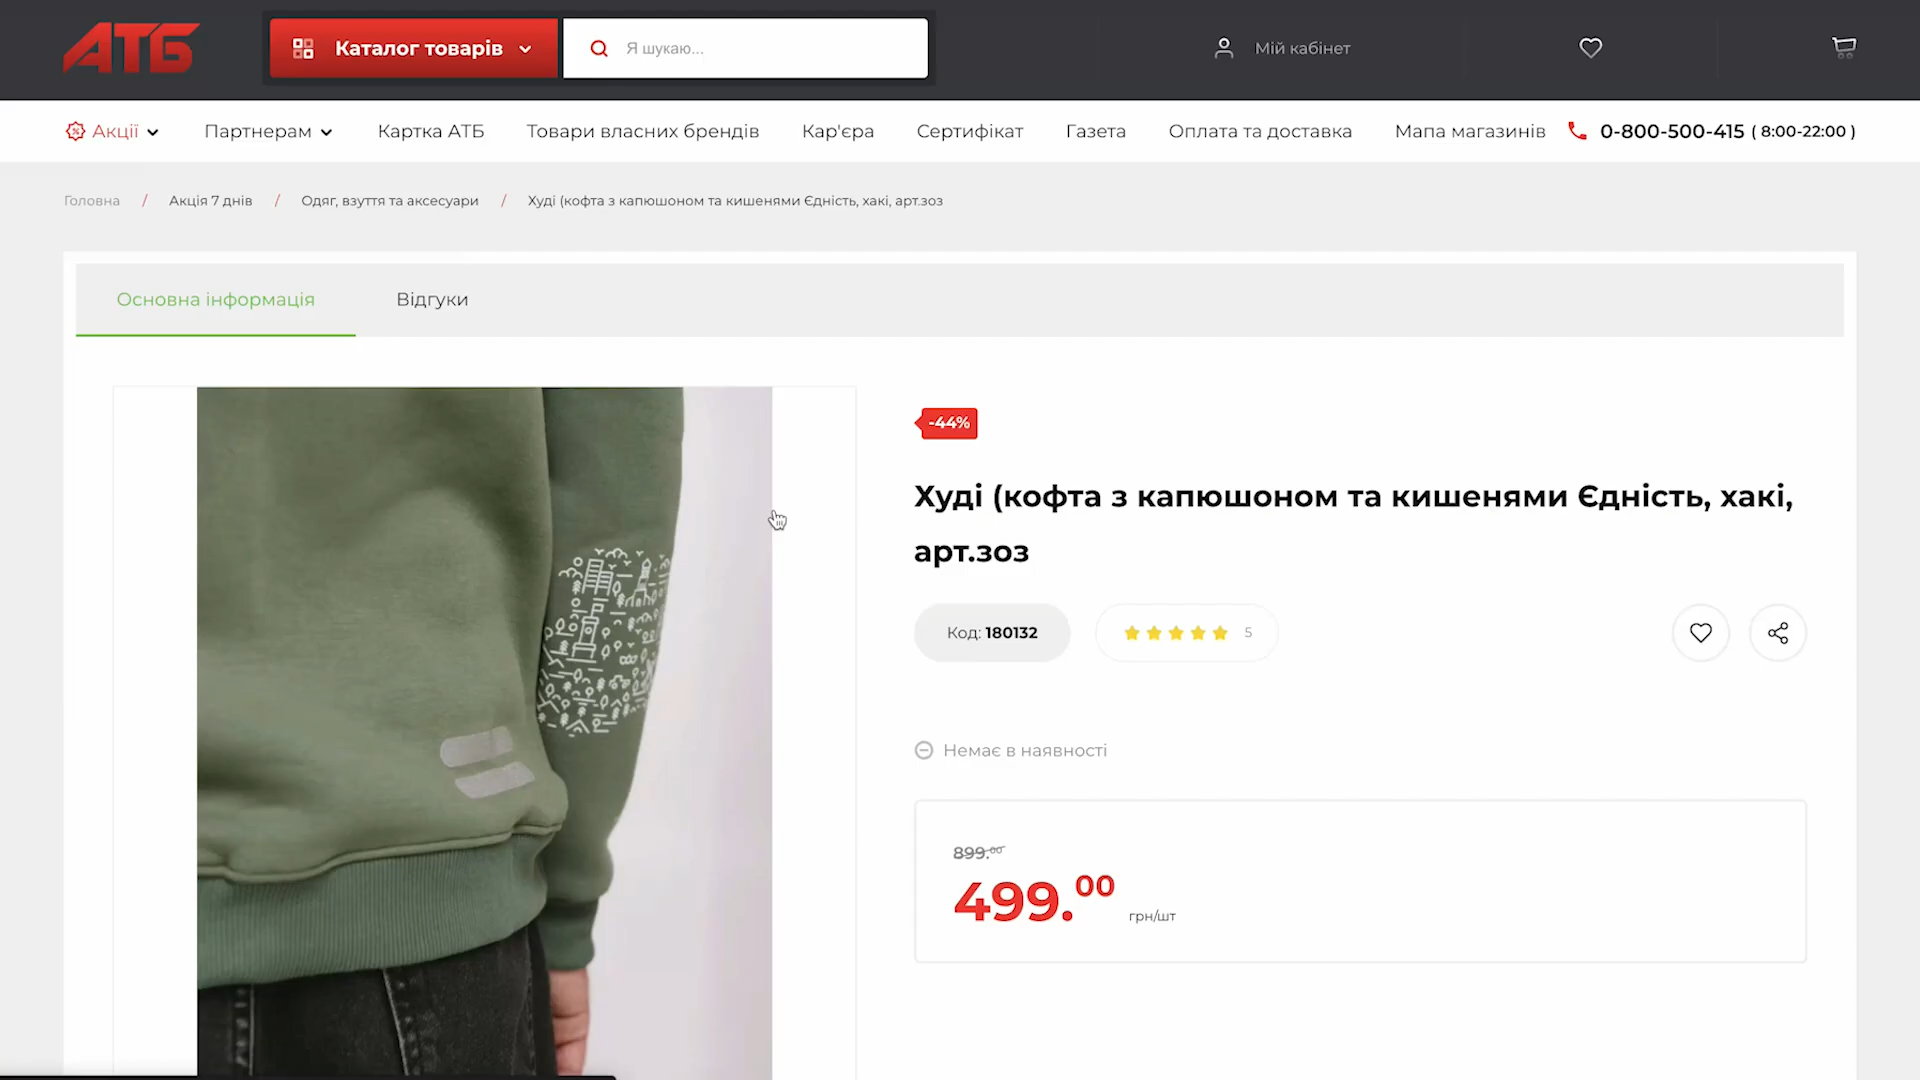 АТБ
Каталог товарів
Я шукаю...
Мій кабінет
Акції
Партнерам
Картка АТБ
Товари власних брендів
Кар'єра
Сертифікат
Газета
Оплата та доставка
Мапа магазинів
0-800-500-415 ( 8:00-22:00 )
Головна / Акція 7 днів / Одяг, взуття та аксесуари / Худі (кофта з капюшоном та кишенями Єдність, хакі, арт.зоз
Основна інформація
Відгуки
-44%
Худі (кофта з капюшоном та кишенями Єдність, хакі,
арт.зоз
Код: 180132
5
Немає в наявності
899.00
499.00 грн/шт